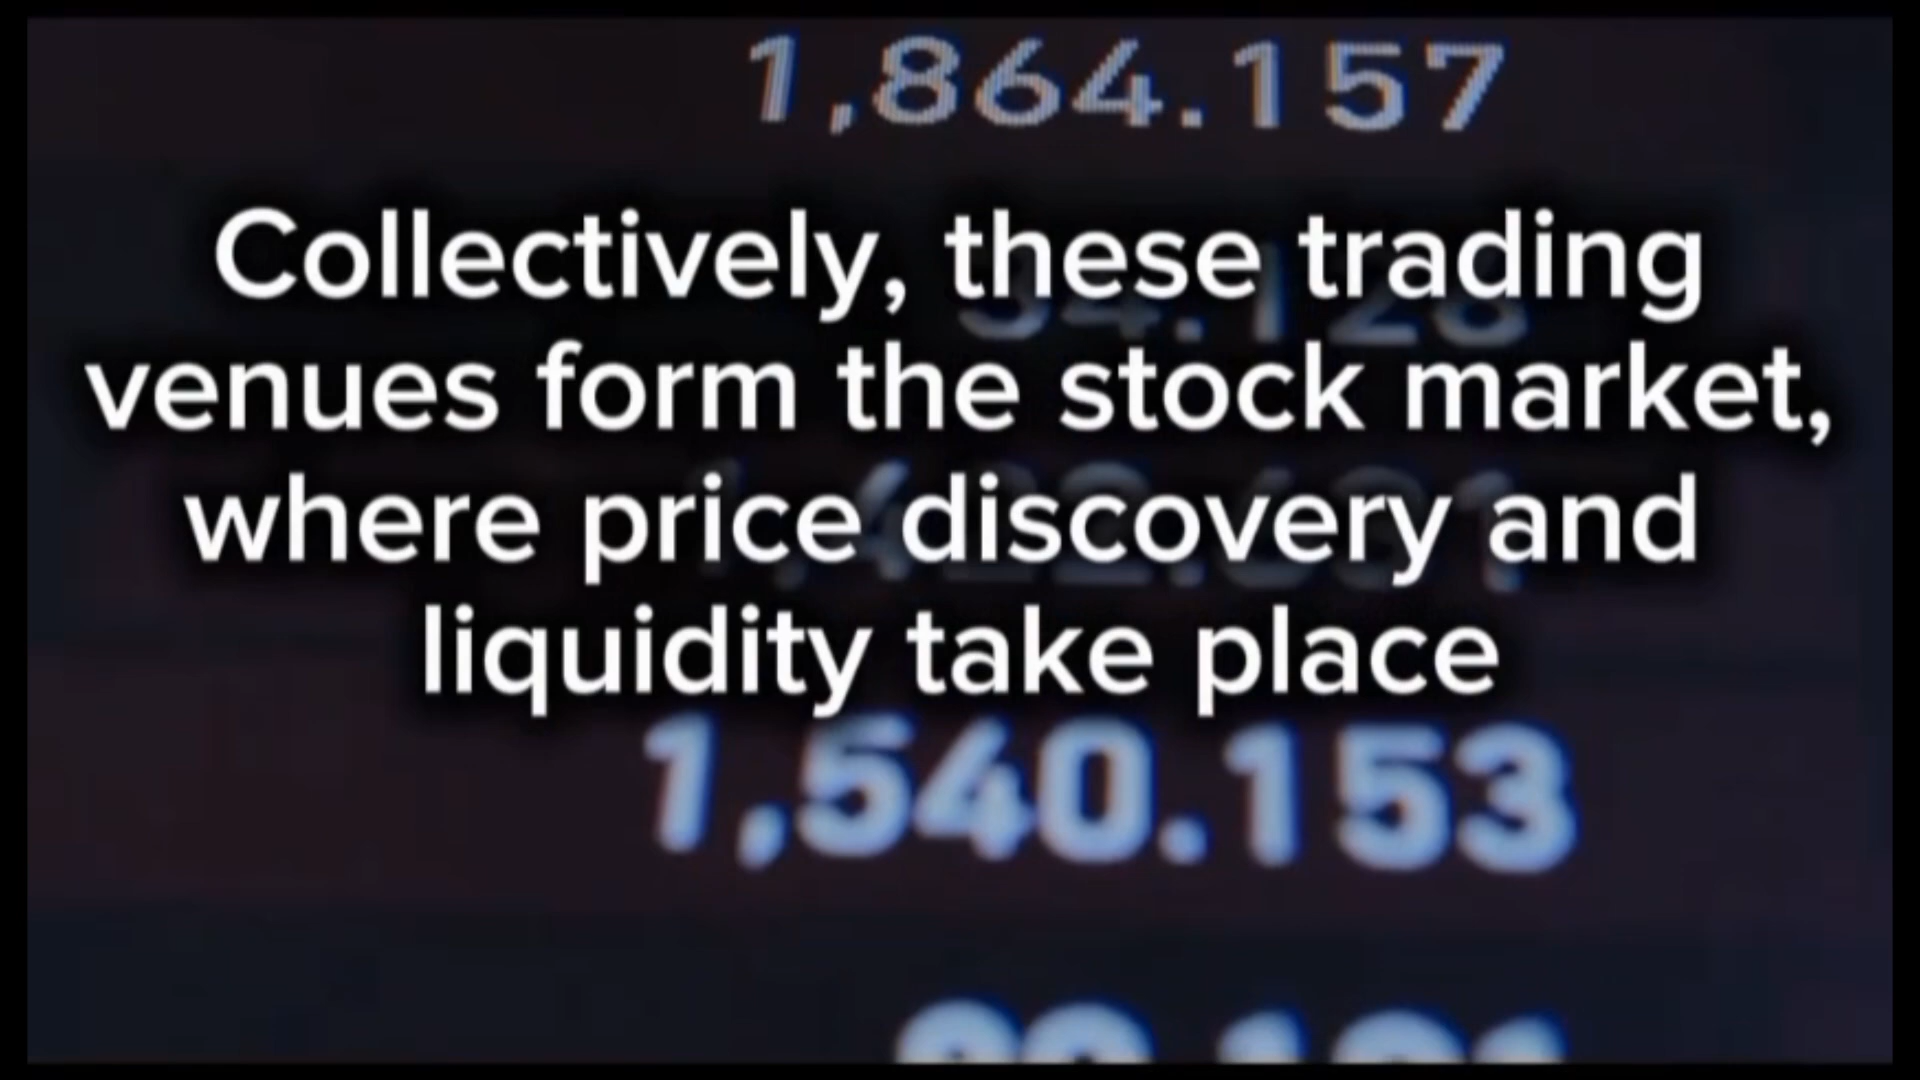 1,864.157
Collectively, these trading
venues form the stock market,
where price discovery and
liquidity take place
1,540.153